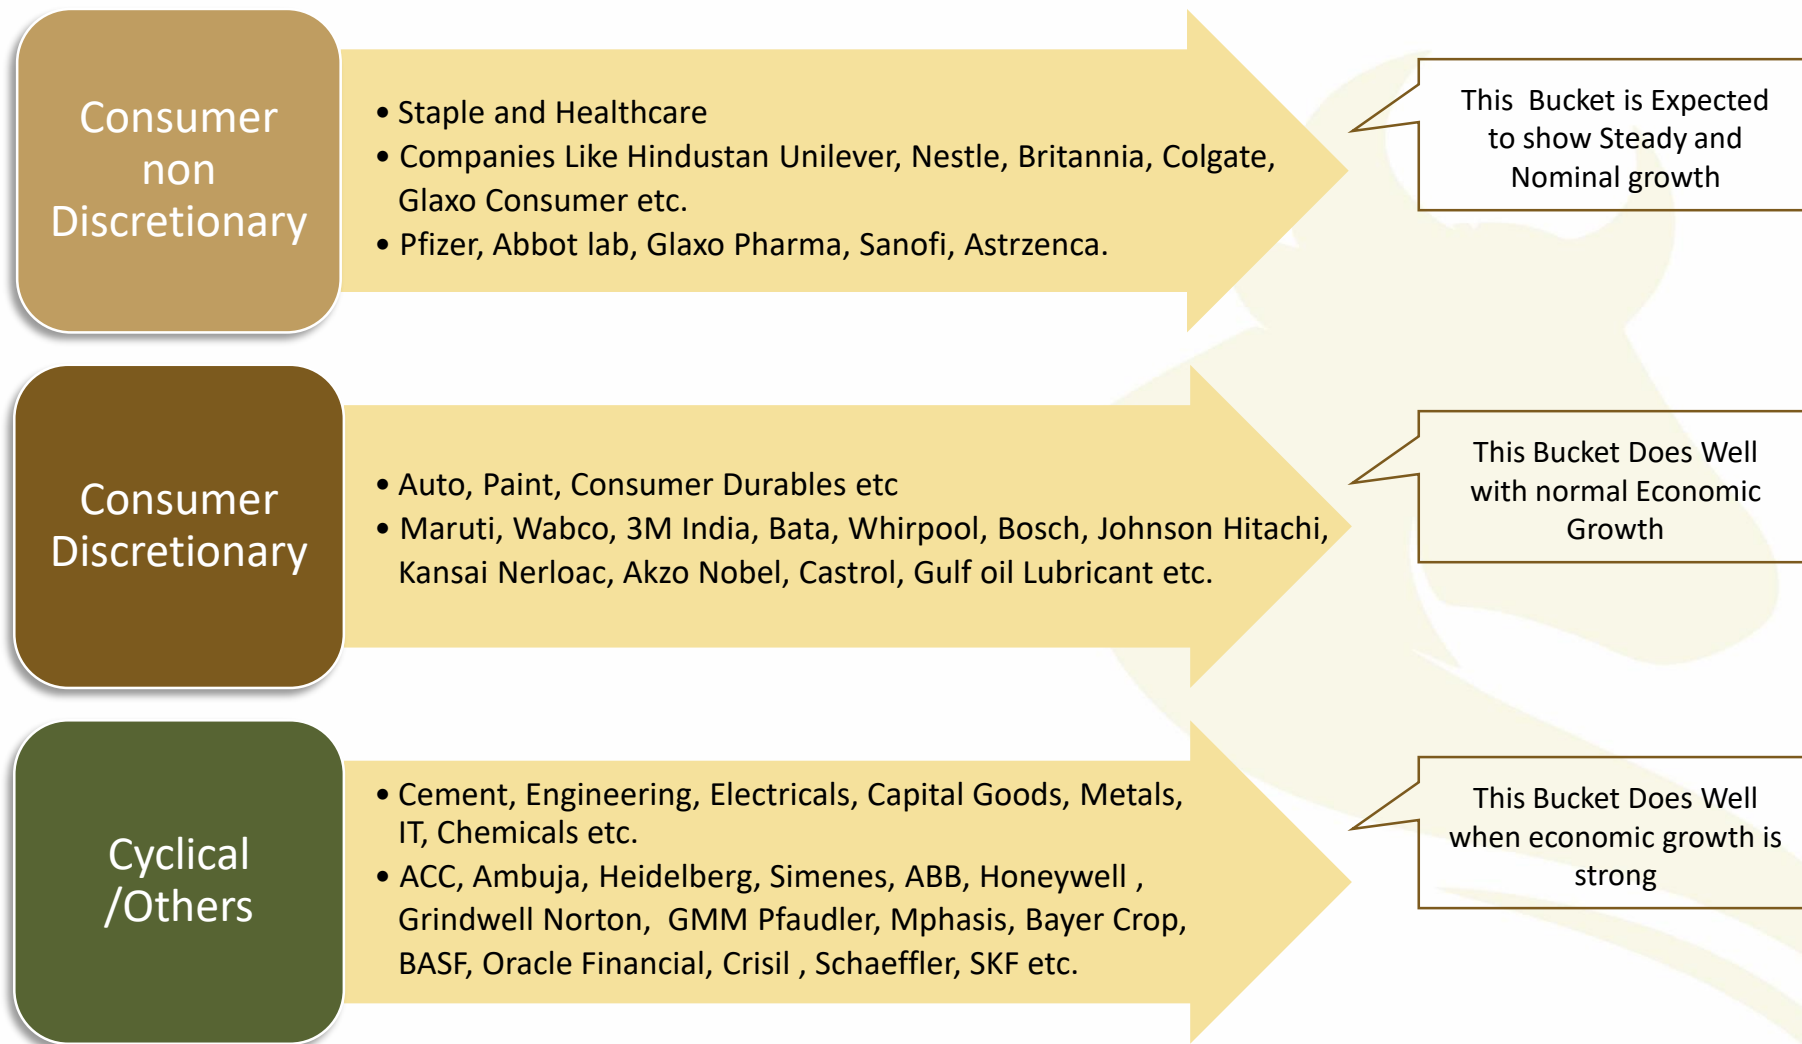 Consumer
non
Discretionary
• Staple and Healthcare
• Companies Like Hindustan Unilever, Nestle, Britannia, Colgate,
Glaxo Consumer etc.
• Pfizer, Abbot lab, Glaxo Pharma, Sanofi, Astrzenca.
This Bucket is Expected
to show Steady and
Nominal growth
Consumer
Discretionary
• Auto, Paint, Consumer Durables etc
• Maruti, Wabco, 3M India, Bata, Whirpool, Bosch, Johnson Hitachi,
Kansai Nerloac, Akzo Nobel, Castrol, Gulf oil Lubricant etc.
This Bucket Does Well
with normal Economic
Growth
Cyclical
/Others
• Cement, Engineering, Electricals, Capital Goods, Metals,
IT, Chemicals etc.
• ACC, Ambuja, Heidelberg, Simenes, ABB, Honeywell ,
Grindwell Norton, GMM Pfaudler, Mphasis, Bayer Crop,
BASF, Oracle Financial, Crisil , Schaeffler, SKF etc.
This Bucket Does Well
when economic growth is
strong